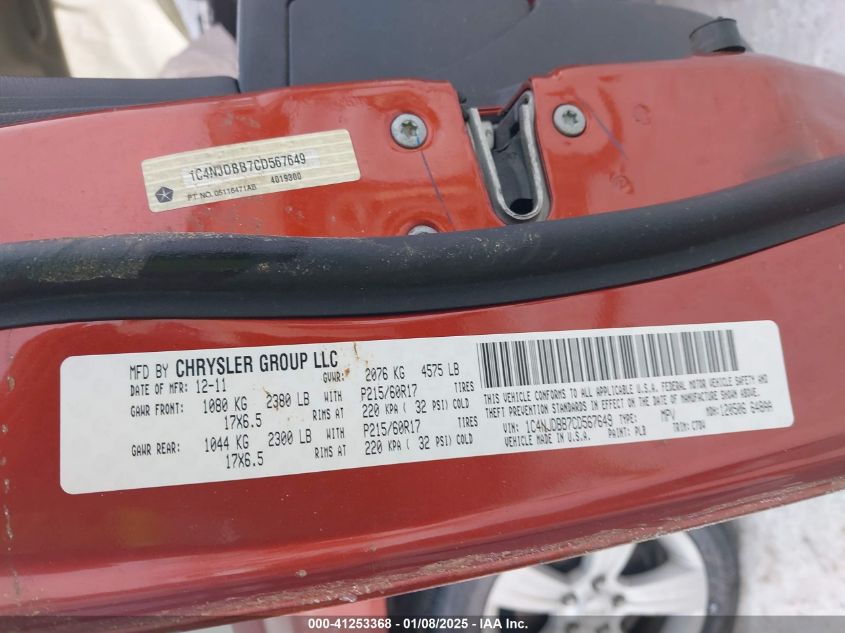 1C4NJDBB7CD567649
4019300
PT. NO. 05116471AB
MFD BY CHRYSLER GROUP LLC GVWR: 2076 KG 4575 LB
DATE OF MFR: 12-11
GAWR FRONT: 1080 KG 2380 LB WITH P215/60R17 TIRES
17X6.5 RIMS AT 220 KPA ( 32 PSI) COLD
GAWR REAR: 1044 KG 2300 LB WITH P215/60R17 TIRES
17X6.5 RIMS AT 220 KPA ( 32 PSI) COLD
THIS VEHICLE CONFORMS TO ALL APPLICABLE U.S.A. FEDERAL MOTOR VEHICLE SAFETY AND
THEFT PREVENTION STANDARDS IN EFFECT ON THE DATE OF MANUFACTURE SHOWN ABOVE.
VIN: 1C4NJDBB7CD567649 TYPE: MPV MDH: 120506 648AA
VEHICLE MADE IN U.S.A. PAINT: PLB TRIM:
000-41253368 - 01/08/2025 - IAA Inc.